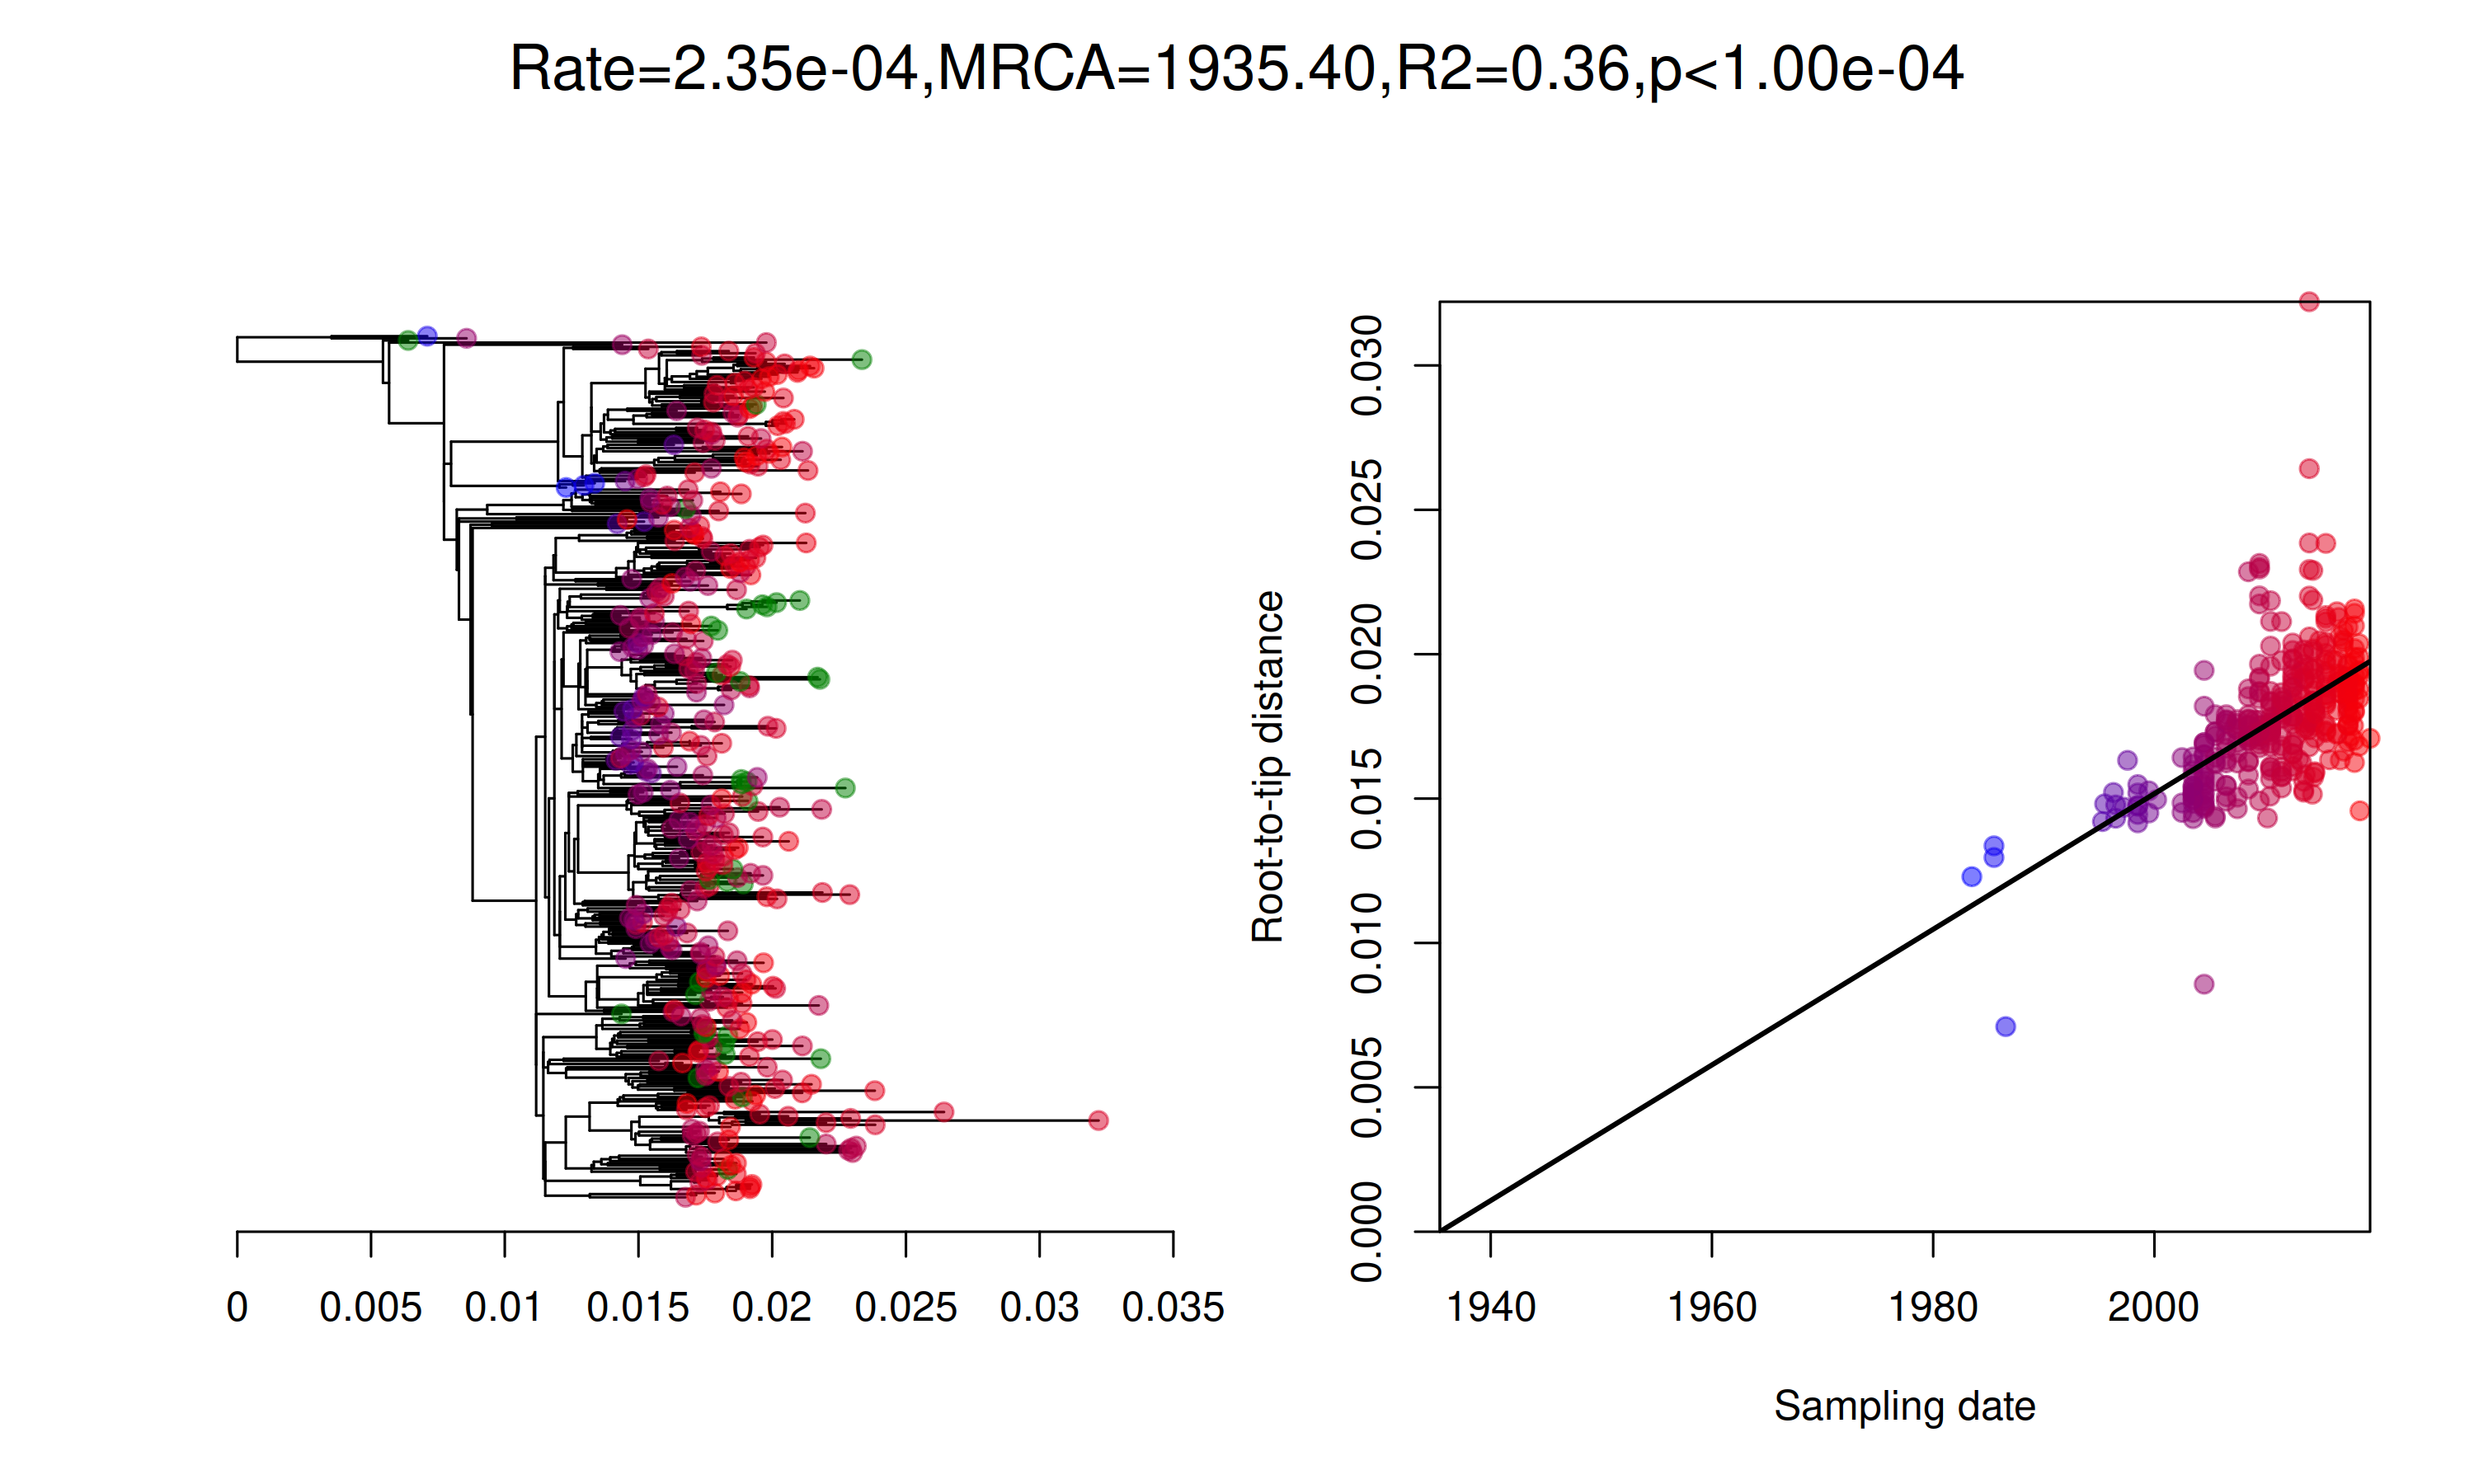 Rate=2.35e-04,MRCA=1935.40,R2=0.36,p<1.00e-04
0 0.005 0.01 0.015 0.02 0.025 0.03 0.035
Root-to-tip distance
0.000 0.005 0.010 0.015 0.020 0.025 0.030
1940 1960 1980 2000
Sampling date